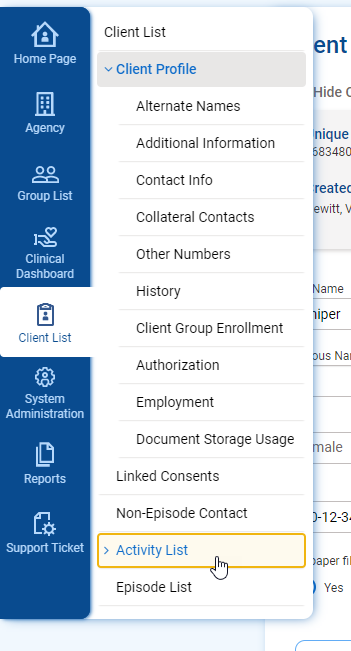 Home Page
Agency
Group List
Clinical
Dashboard
Client List
System
Administration
Reports
Support Ticket
Client List
Client Profile
Alternate Names
Additional Information
Contact Info
Collateral Contacts
Other Numbers
History
Client Group Enrollment
Authorization
Employment
Document Storage Usage
Linked Consents
Non-Episode Contact
Activity List
Episode List
ent
Hide
nique
683480
reated
ewitt, V
Name
niper
ous Na
male
0-12-34
paper fil
Yes